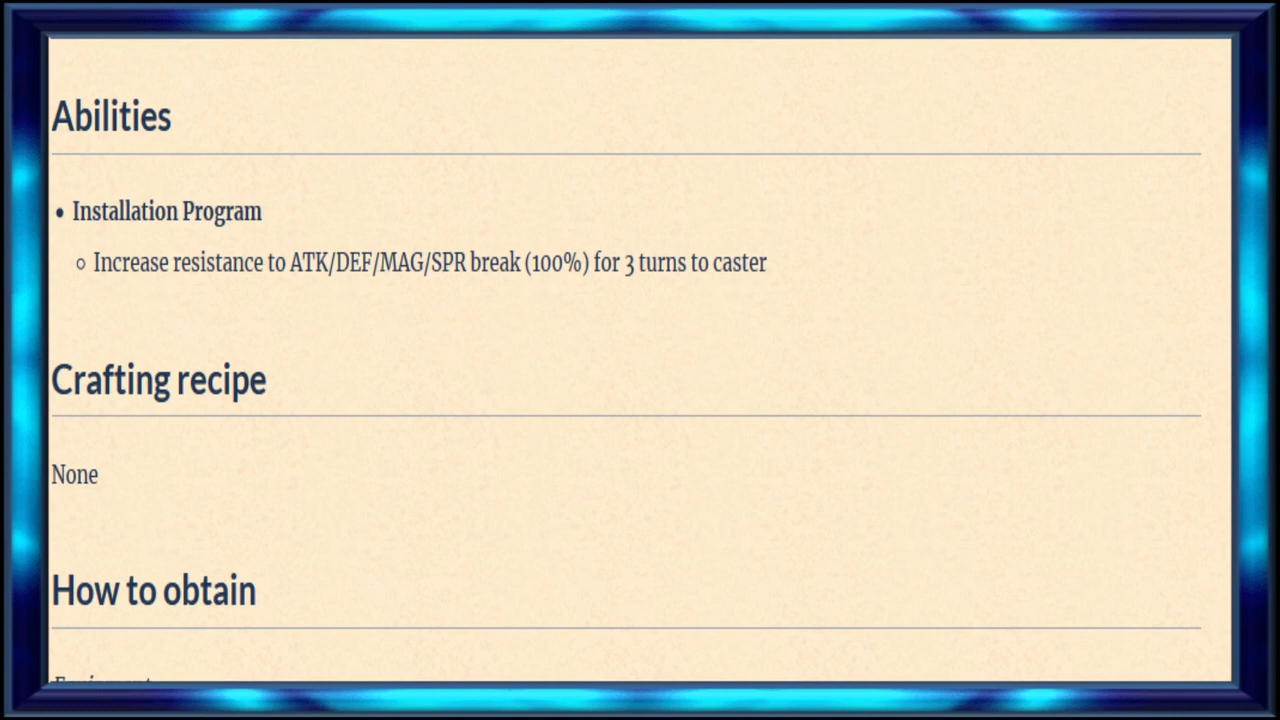 Abilities
• Installation Program
○ Increase resistance to ATK/DEF/MAG/SPR break (100%) for 3 turns to caster
Crafting recipe
None
How to obtain